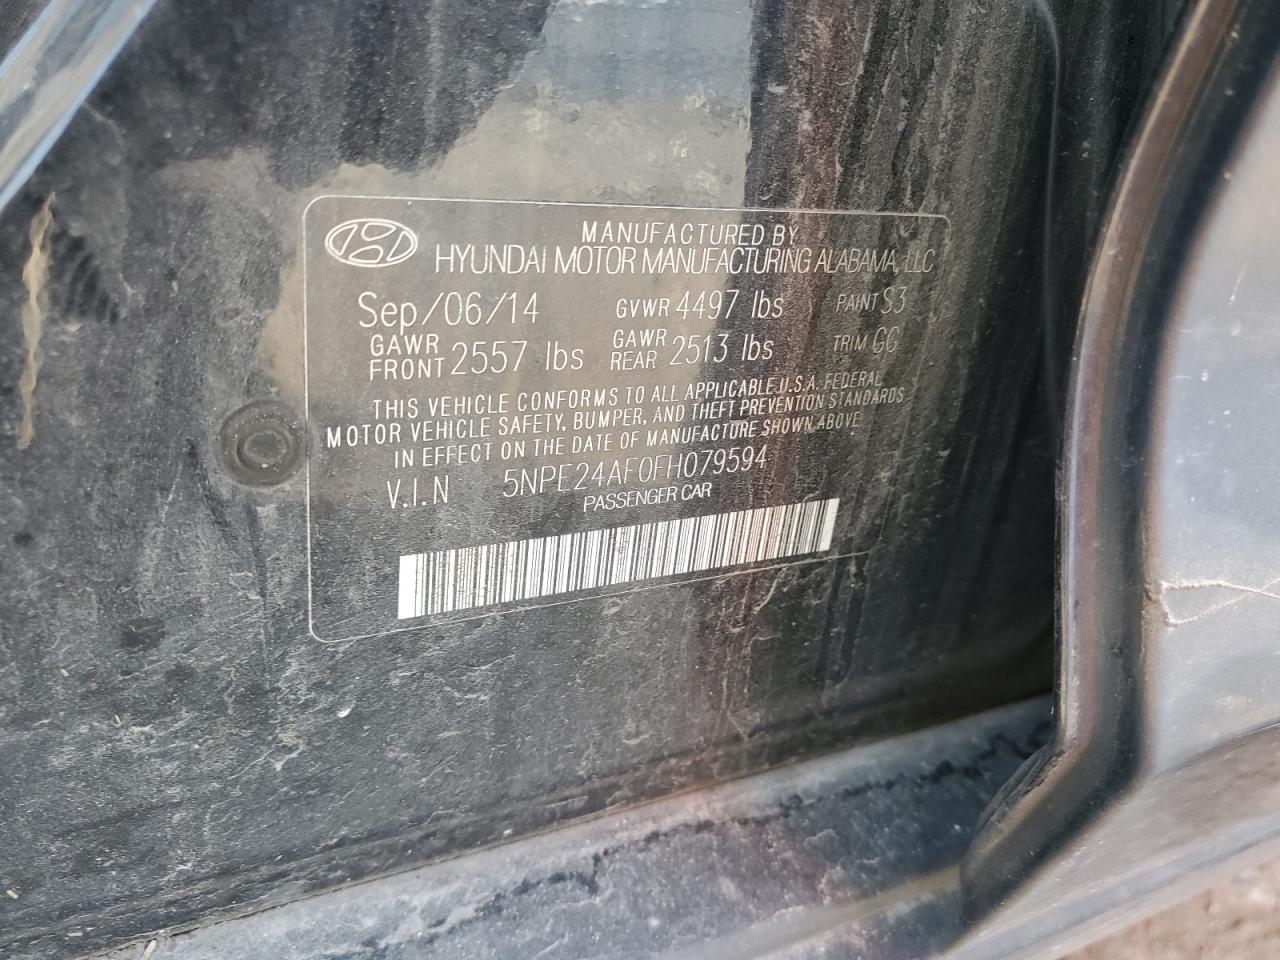 MANUFACTURED BY
HYUNDAI MOTOR MANUFACTURING ALABAMA, LLC
Sep/06/14 GVWR 4497 lbs PAINT S3
GAWR FRONT 2557 lbs GAWR REAR 2513 lbs TRIM GG
THIS VEHICLE CONFORMS TO ALL APPLICABLE U.S.A. FEDERAL
MOTOR VEHICLE SAFETY, BUMPER, AND THEFT PREVENTION STANDARDS
IN EFFECT ON THE DATE OF MANUFACTURE SHOWN ABOVE
V.I.N 5NPE24AF0FH079594
PASSENGER CAR